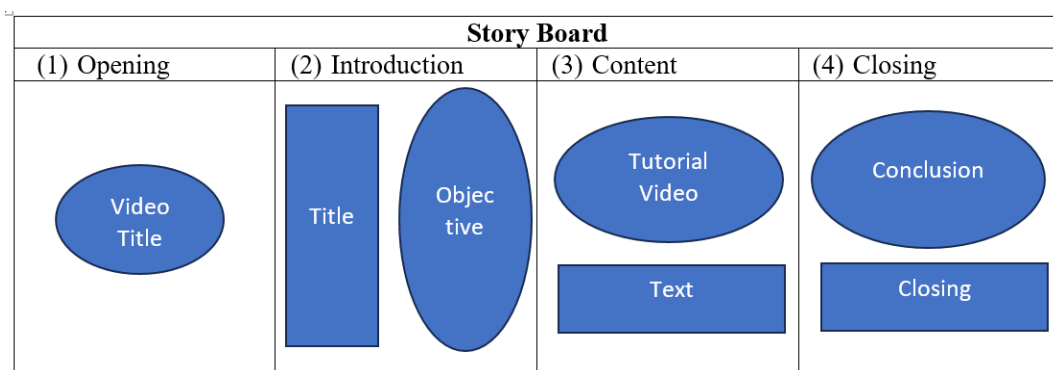 Story Board
(1) Opening
(2) Introduction
(3) Content
(4) Closing
Video
Title
Title
Objec
tive
Tutorial
Video
Text
Conclusion
Closing